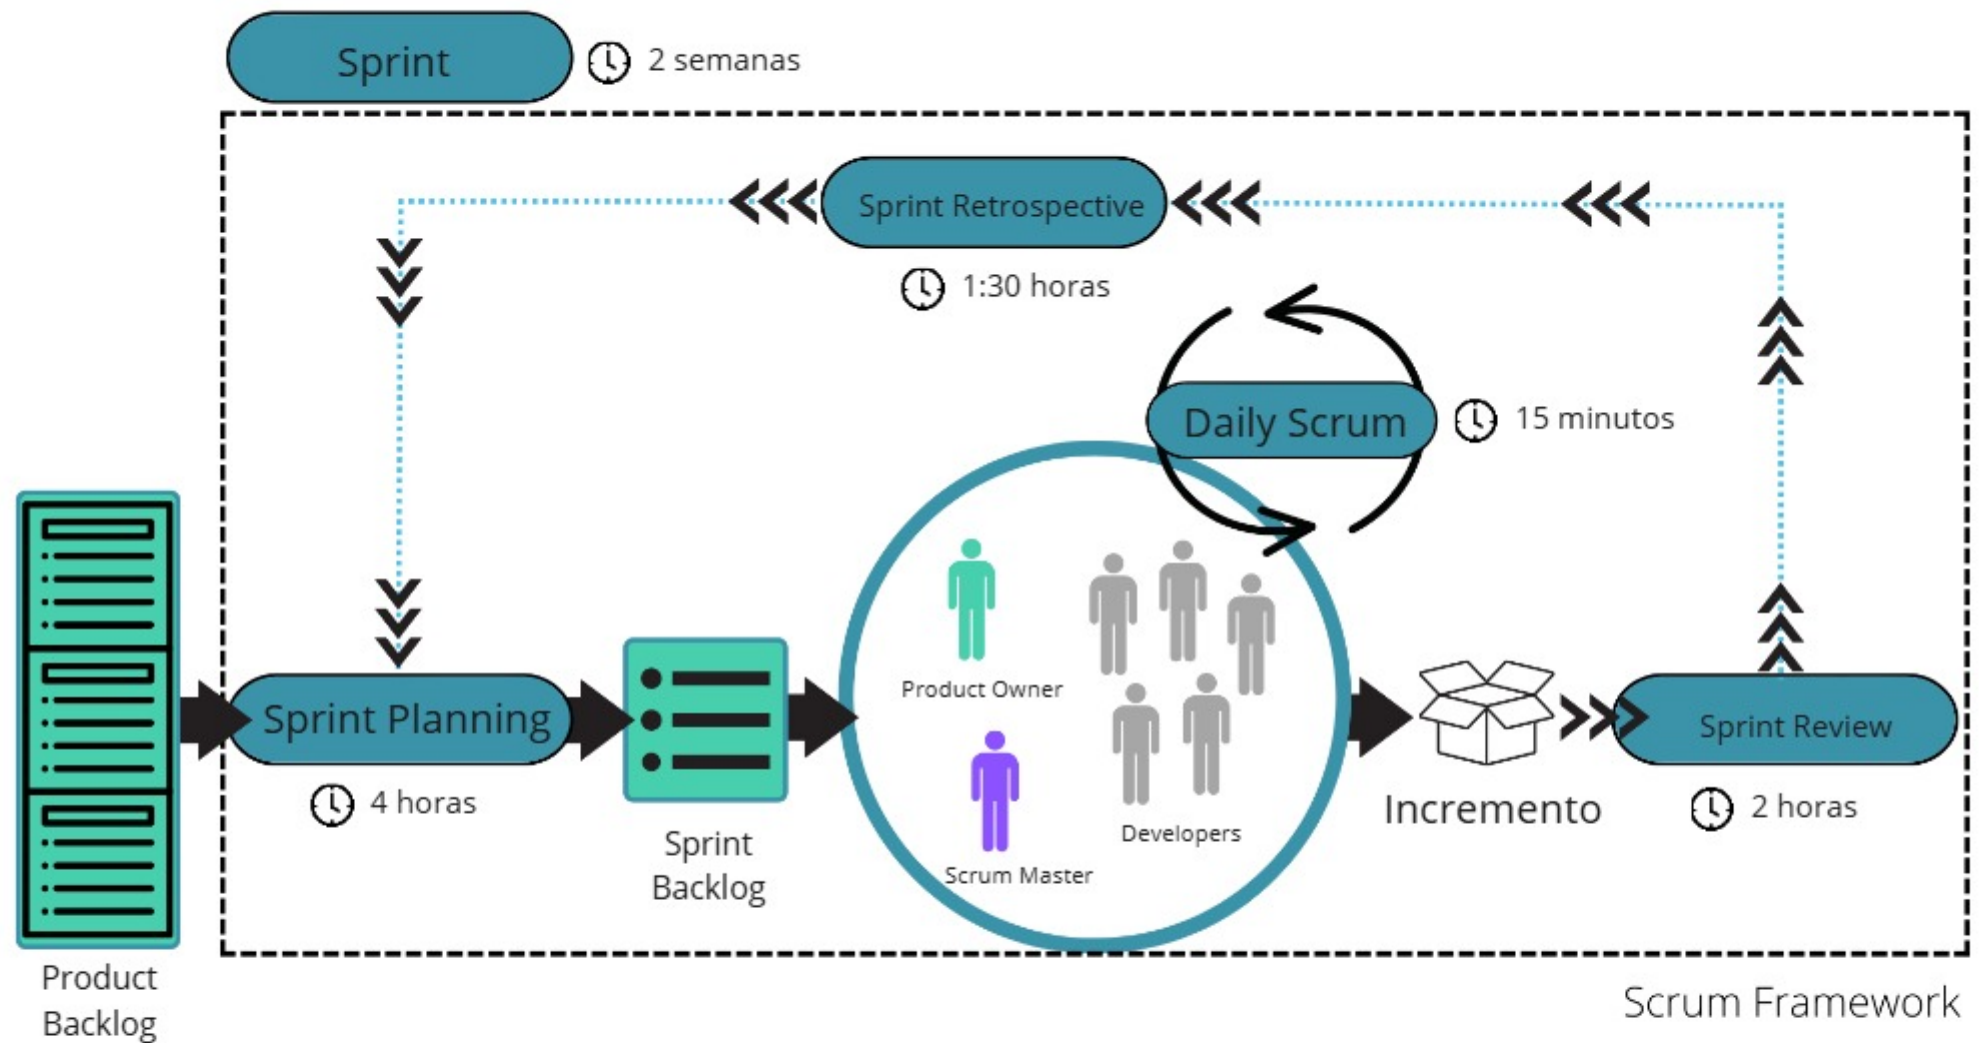 Sprint
2 semanas
Sprint Retrospective
1:30 horas
Daily Scrum
15 minutos
Product Owner
Scrum Master
Developers
Sprint Planning
4 horas
Sprint
Backlog
Incremento
Sprint Review
2 horas
Product
Backlog
Scrum Framework